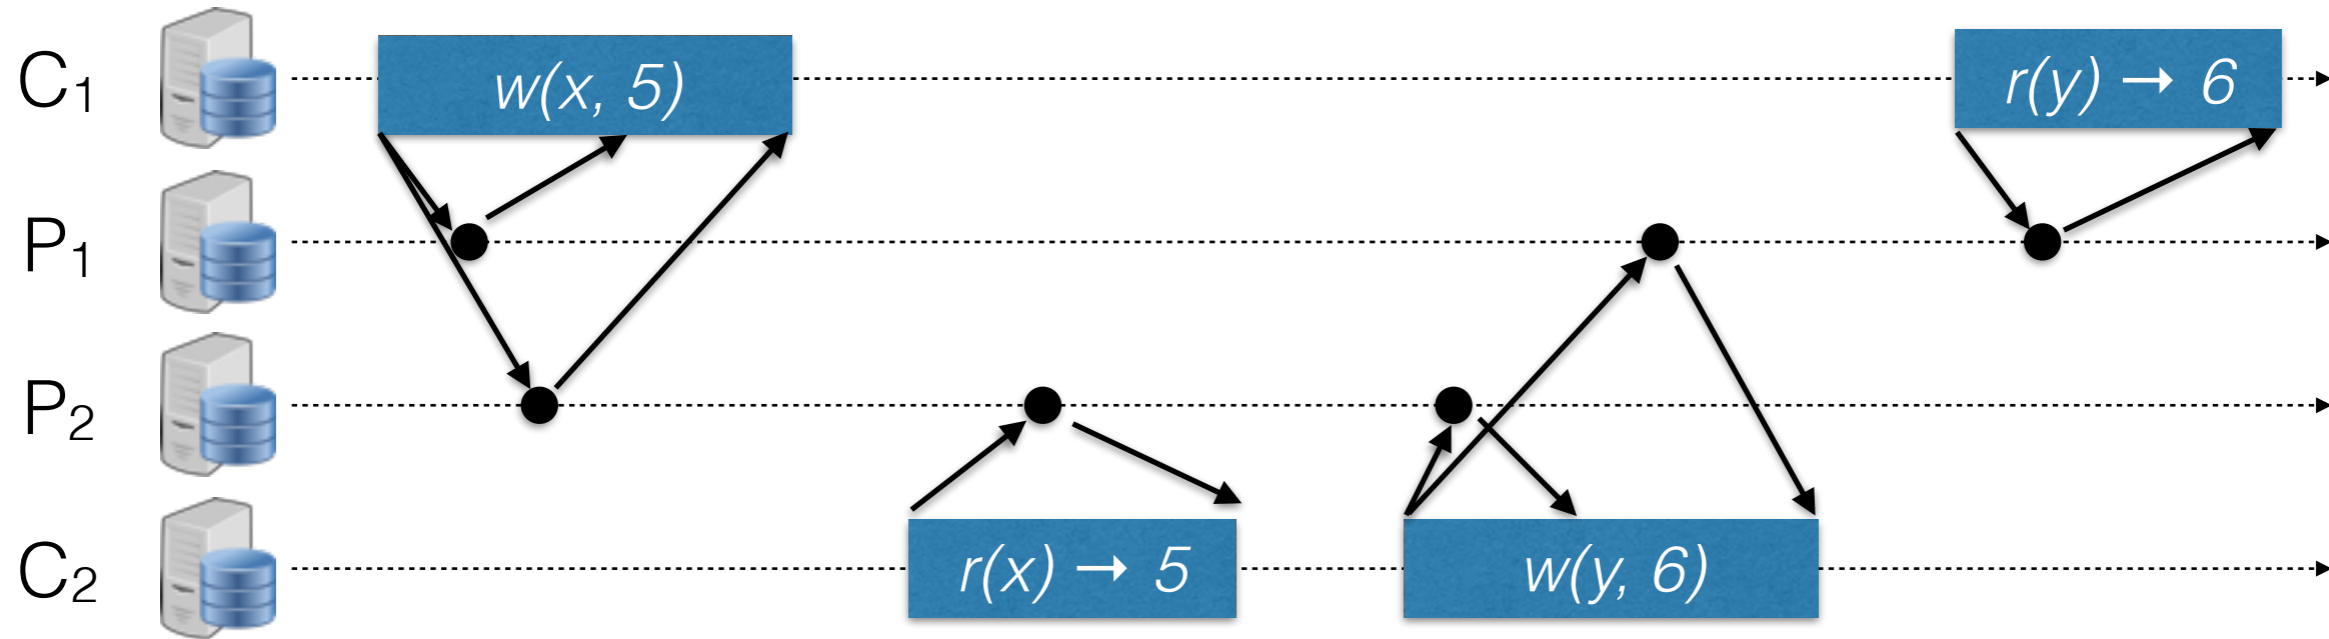 C₁ w(x, 5) r(y) → 6
P₁
P₂
C₂ r(x) → 5 w(y, 6)